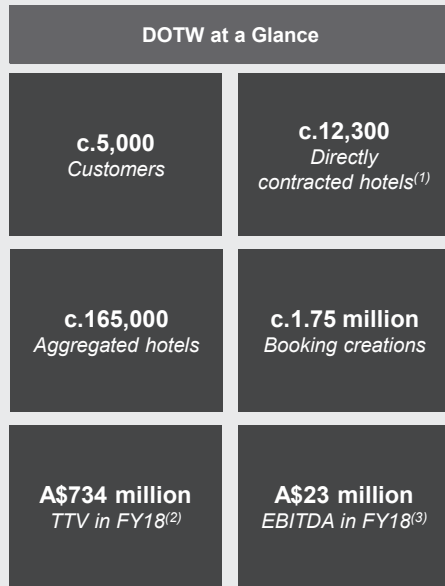 DOTW at a Glance
c.5,000
Customers
c.12,300
Directly
contracted hotels(1)
c.165,000
Aggregated hotels
c.1.75 million
Booking creations
A$734 million
TTV in FY18(2)
A$23 million
EBITDA in FY18(3)